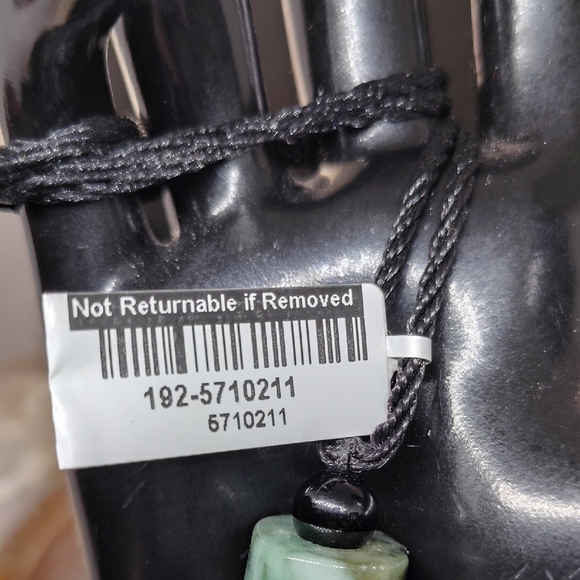 Not Returnable if Removed
192-5710211
5710211